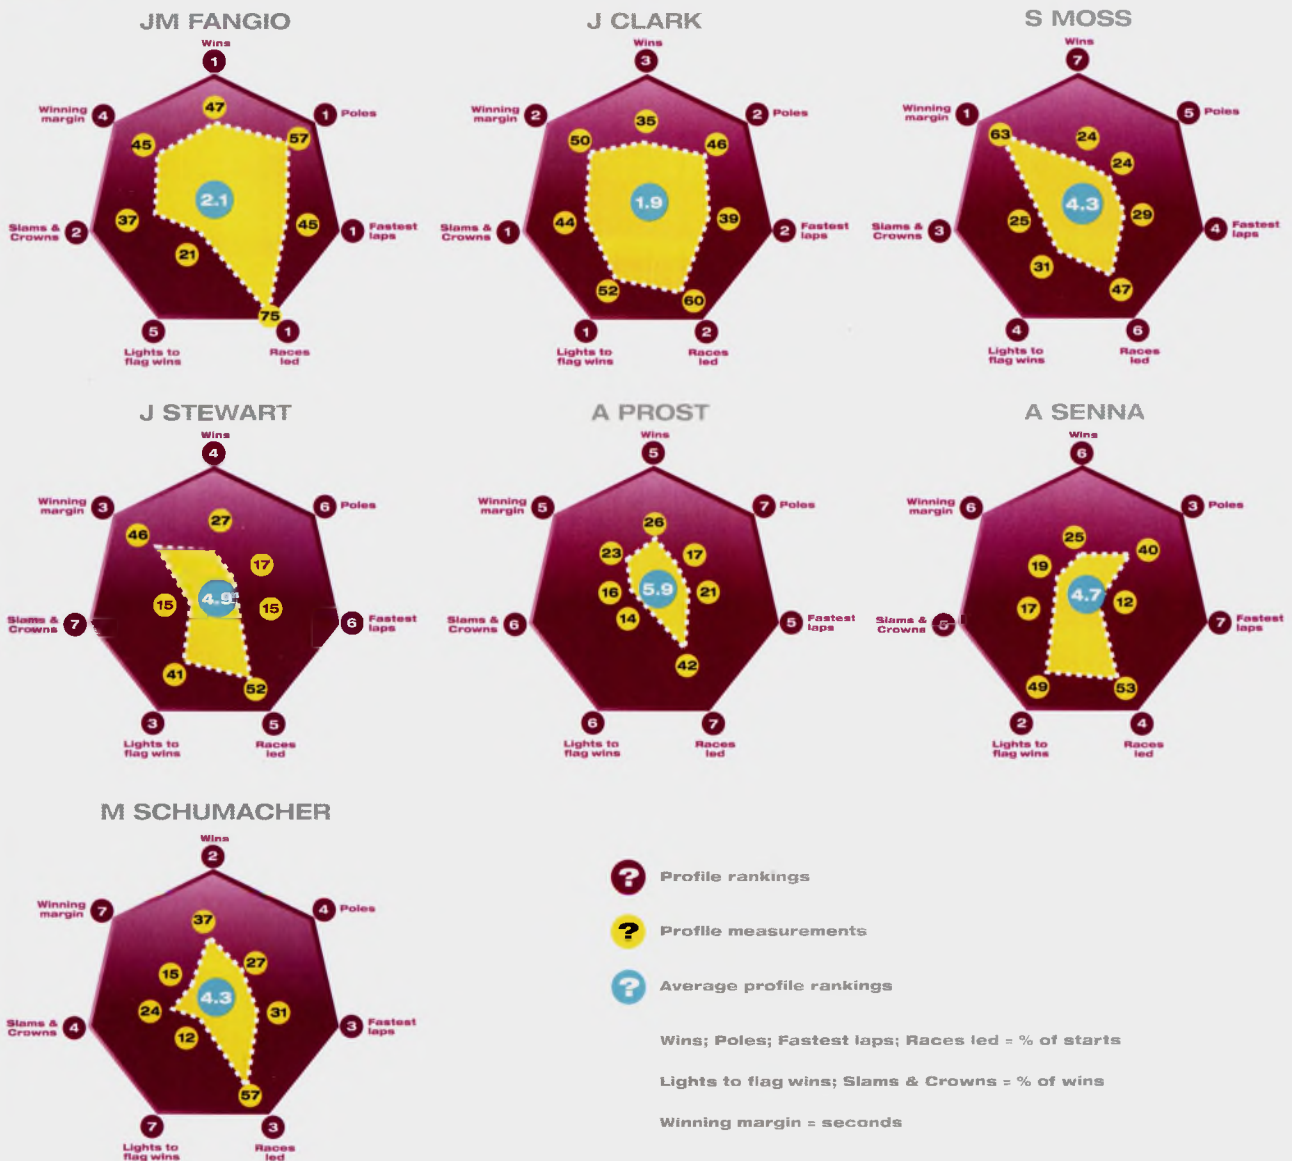 JM FANGIO
Wins
1
1 Poles
57
1 Fastest laps
45
1 Races led
75
5 Lights to flag wins
21
2 Slams & Crowns
37
4 Winning margin
45
47
2.1
J CLARK
Wins
3
2 Poles
46
2 Fastest laps
39
2 Races led
60
1 Lights to flag wins
52
1 Slams & Crowns
44
2 Winning margin
50
35
1.9
S MOSS
Wins
7
5 Poles
24
4 Fastest laps
29
6 Races led
47
4 Lights to flag wins
31
3 Slams & Crowns
25
1 Winning margin
63
24
4.3
J STEWART
Wins
4
6 Poles
17
6 Fastest laps
15
5 Races led
52
3 Lights to flag wins
41
7 Slams & Crowns
15
3 Winning margin
46
27
4.9
A PROST
Wins
5
7 Poles
17
5 Fastest laps
21
7 Races led
42
6 Lights to flag wins
14
6 Slams & Crowns
16
5 Winning margin
23
26
5.9
A SENNA
Wins
6
3 Poles
40
7 Fastest laps
12
4 Races led
53
2 Lights to flag wins
49
5 Slams & Crowns
17
6 Winning margin
19
25
4.7
M SCHUMACHER
Wins
2
4 Poles
27
3 Fastest laps
31
3 Races led
57
7 Lights to flag wins
12
4 Slams & Crowns
24
7 Winning margin
15
37
4.3
? Profile rankings
? Profile measurements
? Average profile rankings
Wins; Poles; Fastest laps; Races led = % of starts
Lights to flag wins; Slams & Crowns = % of wins
Winning margin = seconds